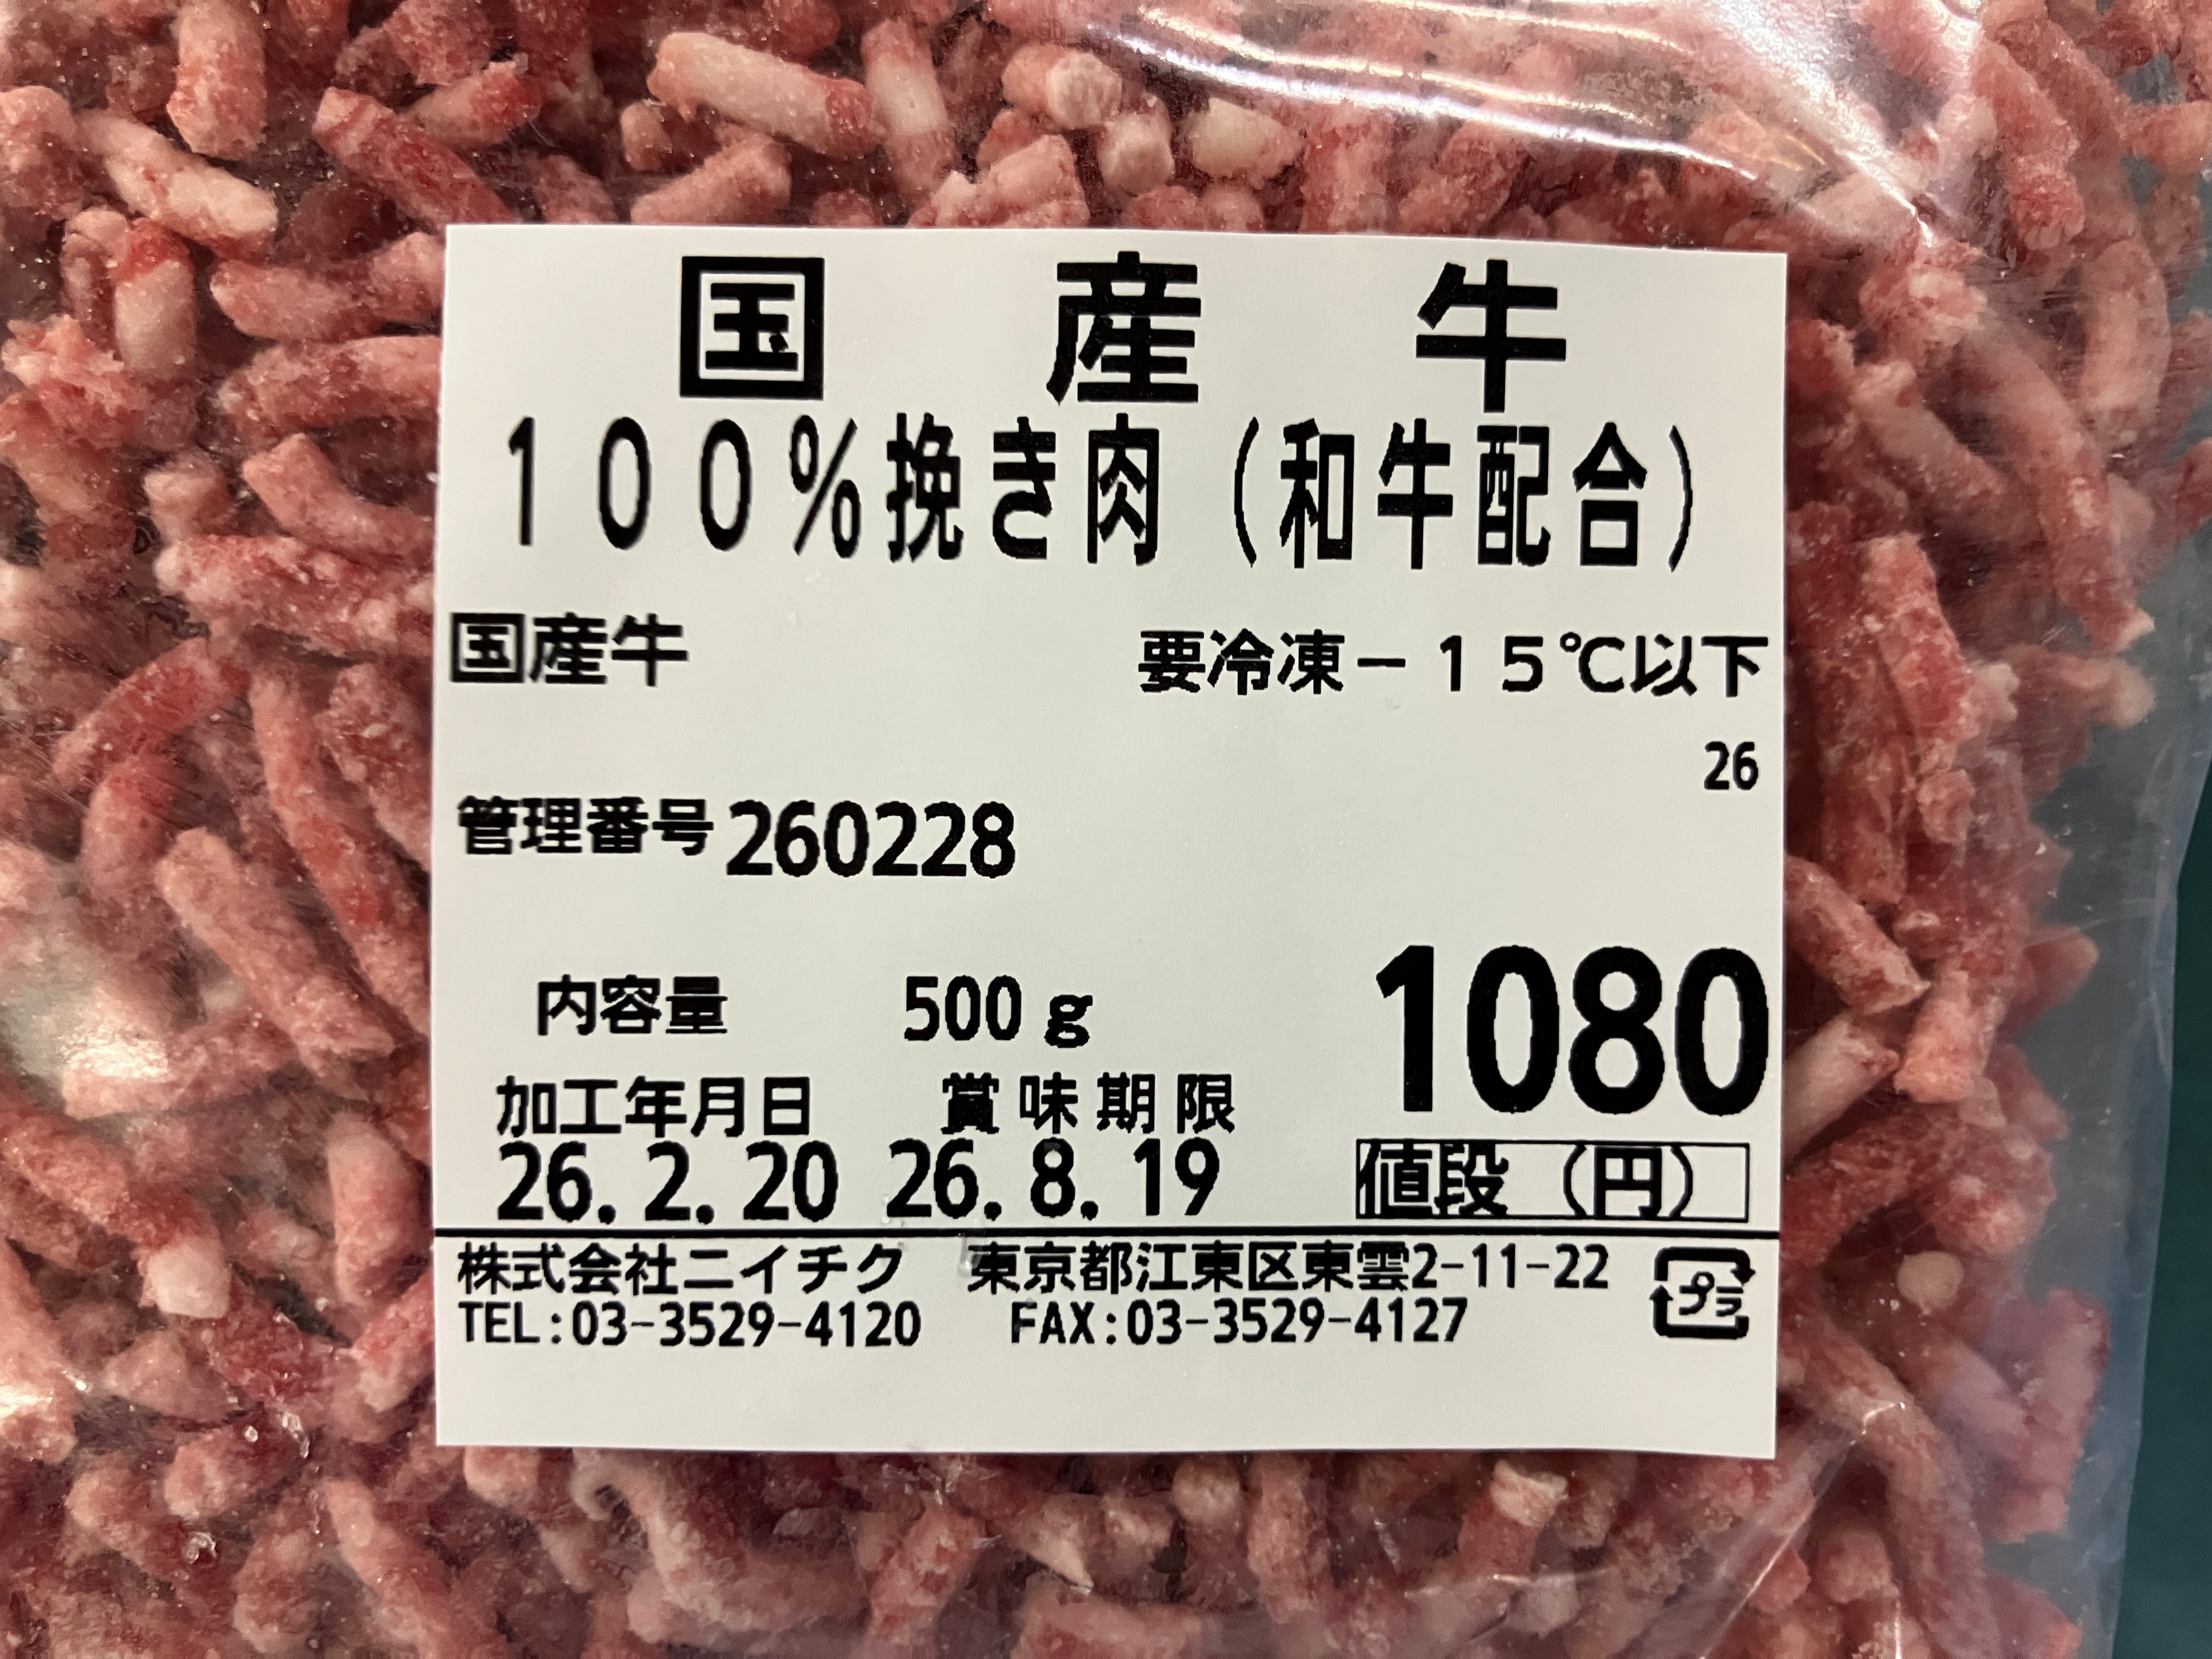 国産牛
100%挽き肉(和牛配合)
国産牛 要冷凍-15℃以下
26
管理番号260228
内容量 500g 1080
加工年月日 賞味期限
26.2.20 26.8.19 値段(円)
株式会社ニイチク 東京都江東区東雲2-11-22
TEL:03-3529-4120 FAX:03-3529-4127
プラ